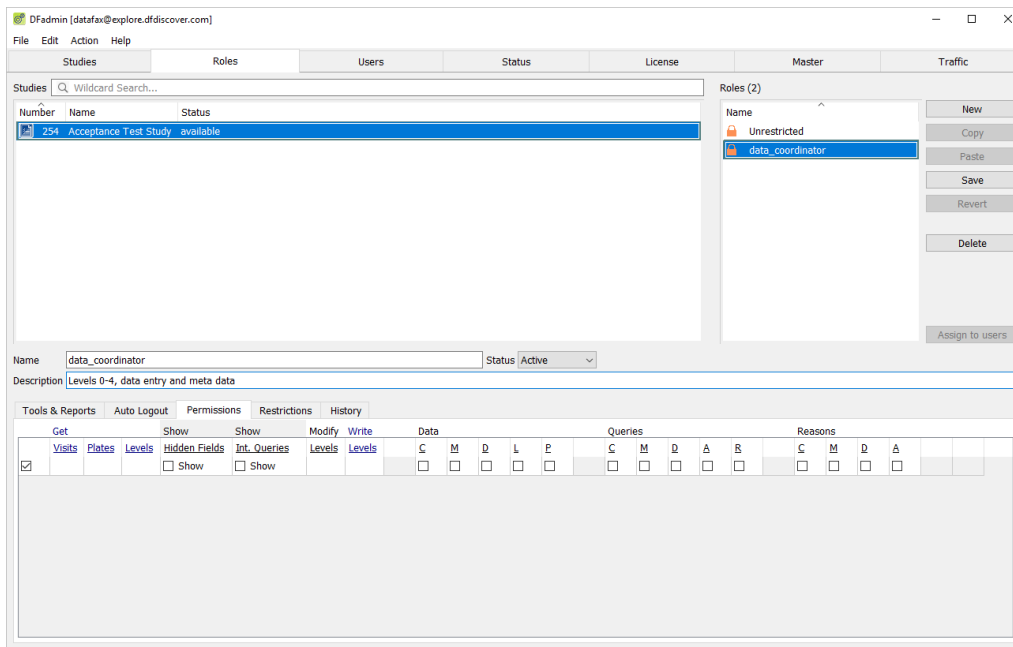 DFadmin [datafax@explore.dfdiscover.com]
File Edit Action Help
Studies Roles Users Status License Master Traffic
Studies Wildcard Search... Roles (2)
Number Name Status Name New
254 Acceptance Test Study available Unrestricted Copy
data_coordinator Paste
Save
Revert
Delete
Assign to users
Name data_coordinator Status Active
Description Levels 0-4, data entry and meta data
Tools & Reports Auto Logout Permissions Restrictions History
Get Show Show Modify Write Data Queries Reasons
Visits Plates Levels Hidden Fields Int. Queries Levels Levels C M D L P C M D A R C M D A
Show Show